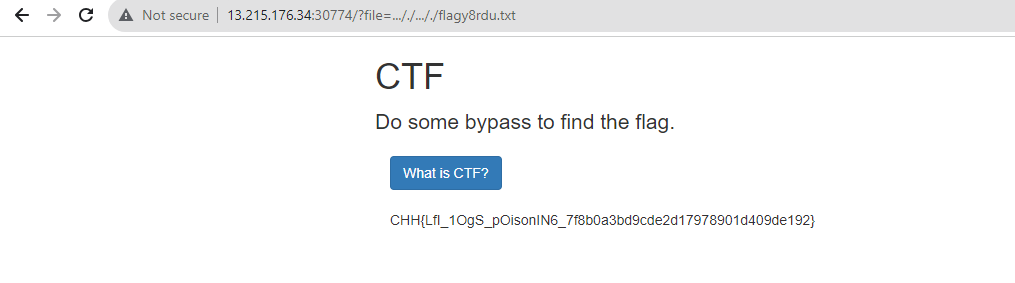 Not secure | 13.215.176.34:30774/?file=..././..././flagy8rdu.txt
CTF
Do some bypass to find the flag.
What is CTF?
CHH{LfI_1OgS_pOisonIN6_7f8b0a3bd9cde2d17978901d409de192}